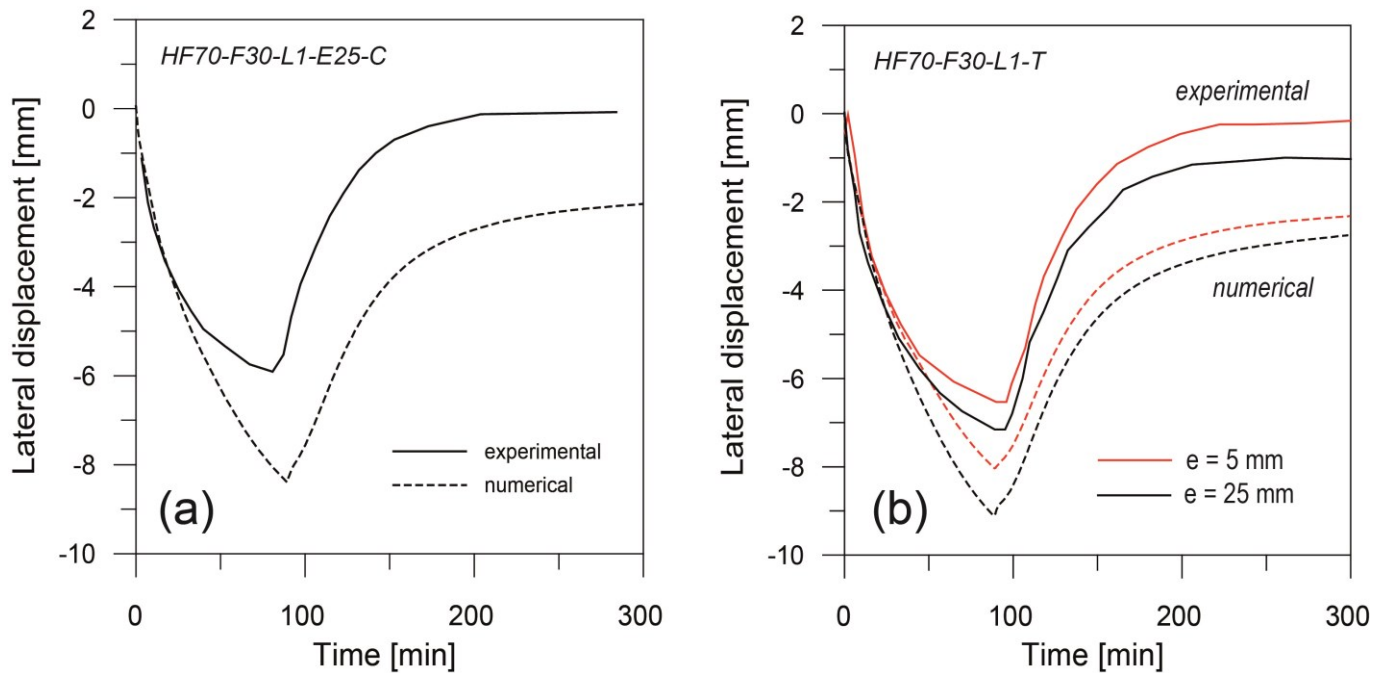 2
0
-2
-4
-6
-8
-10
Lateral displacement [mm]
HF70-F30-L1-E25-C
experimental
numerical
(a)
0
100
200
300
Time [min]
2
0
-2
-4
-6
-8
-10
Lateral displacement [mm]
HF70-F30-L1-T
experimental
numerical
e = 5 mm
e = 25 mm
(b)
0
100
200
300
Time [min]